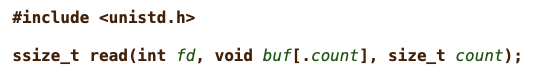 #include <unistd.h>
ssize_t read(int fd, void buf[.count], size_t count);